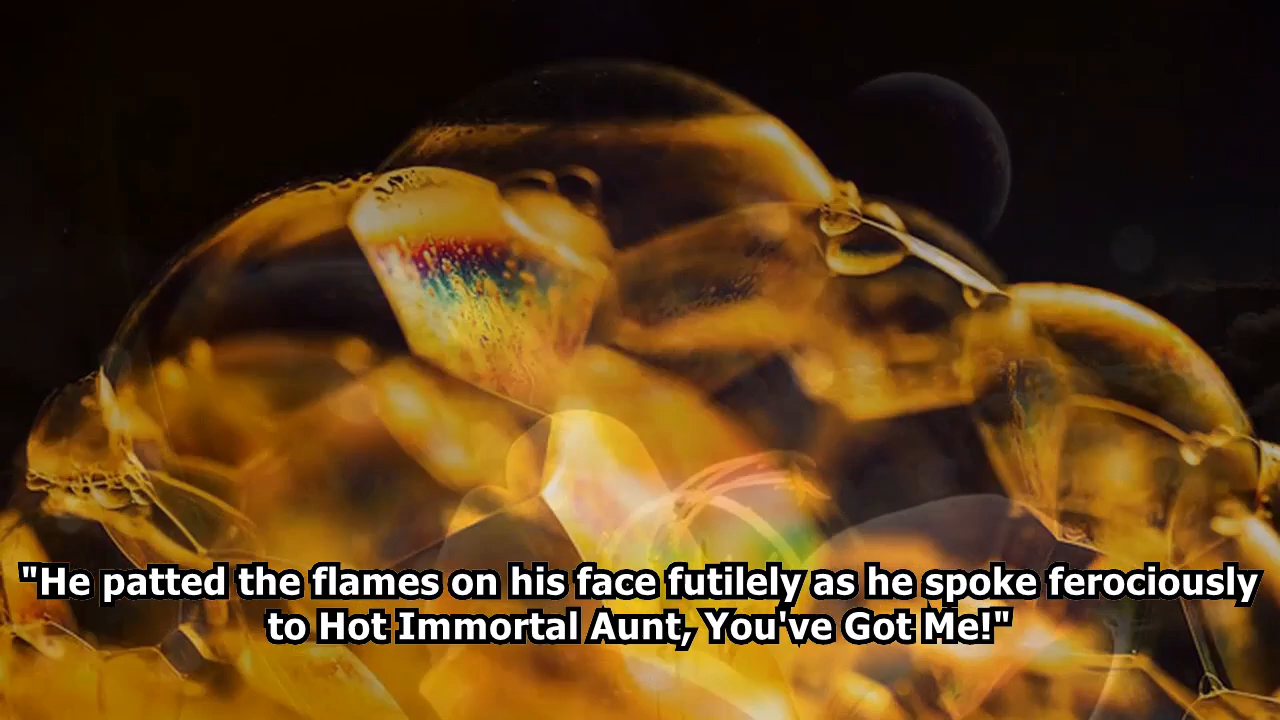 "He patted the flames on his face futilely as he spoke ferociously
to Hot Immortal Aunt, You've Got Me!"